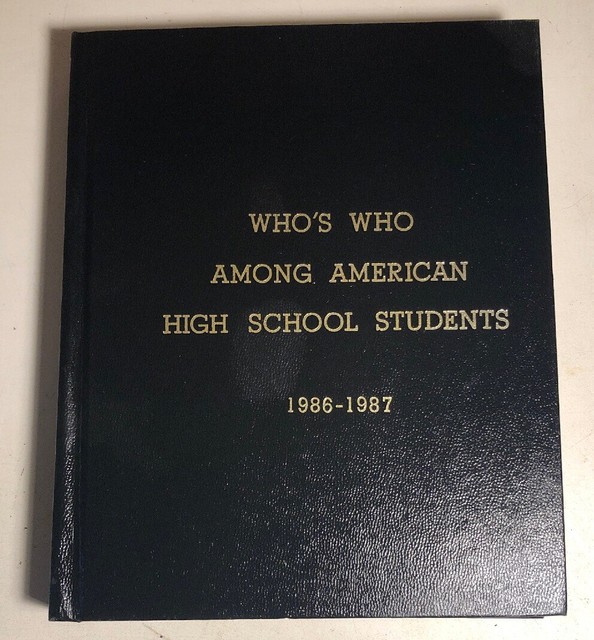 WHO'S WHO
AMONG AMERICAN
HIGH SCHOOL STUDENTS
1986-1987